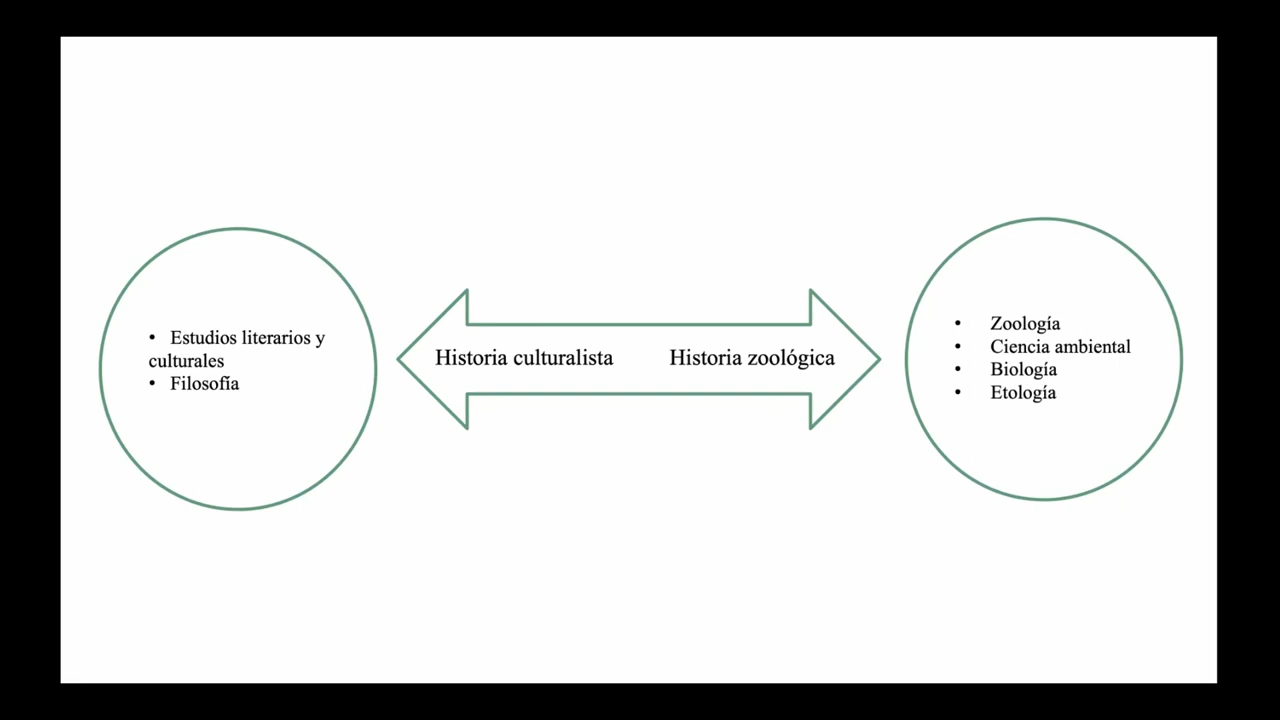 • Estudios literarios y
culturales
• Filosofía
Historia culturalista
Historia zoológica
• Zoología
• Ciencia ambiental
• Biología
• Etología